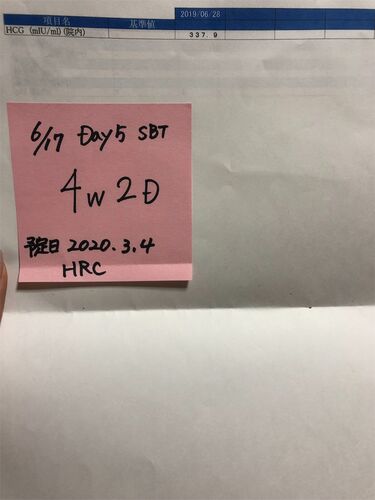 2019/06/28
項目名 基準値
HCG (mIU/ml)(院内) 337.9
6/17 Day5 SBT
4w2D
予定日 2020.3.4
HRC